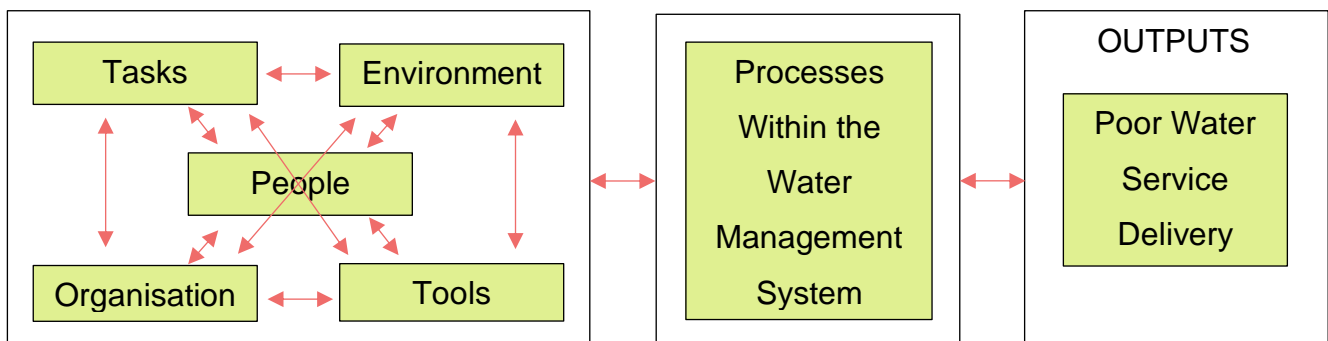 Tasks
Environment
People
Organisation
Tools
Processes
Within the
Water
Management
System
OUTPUTS
Poor Water
Service
Delivery